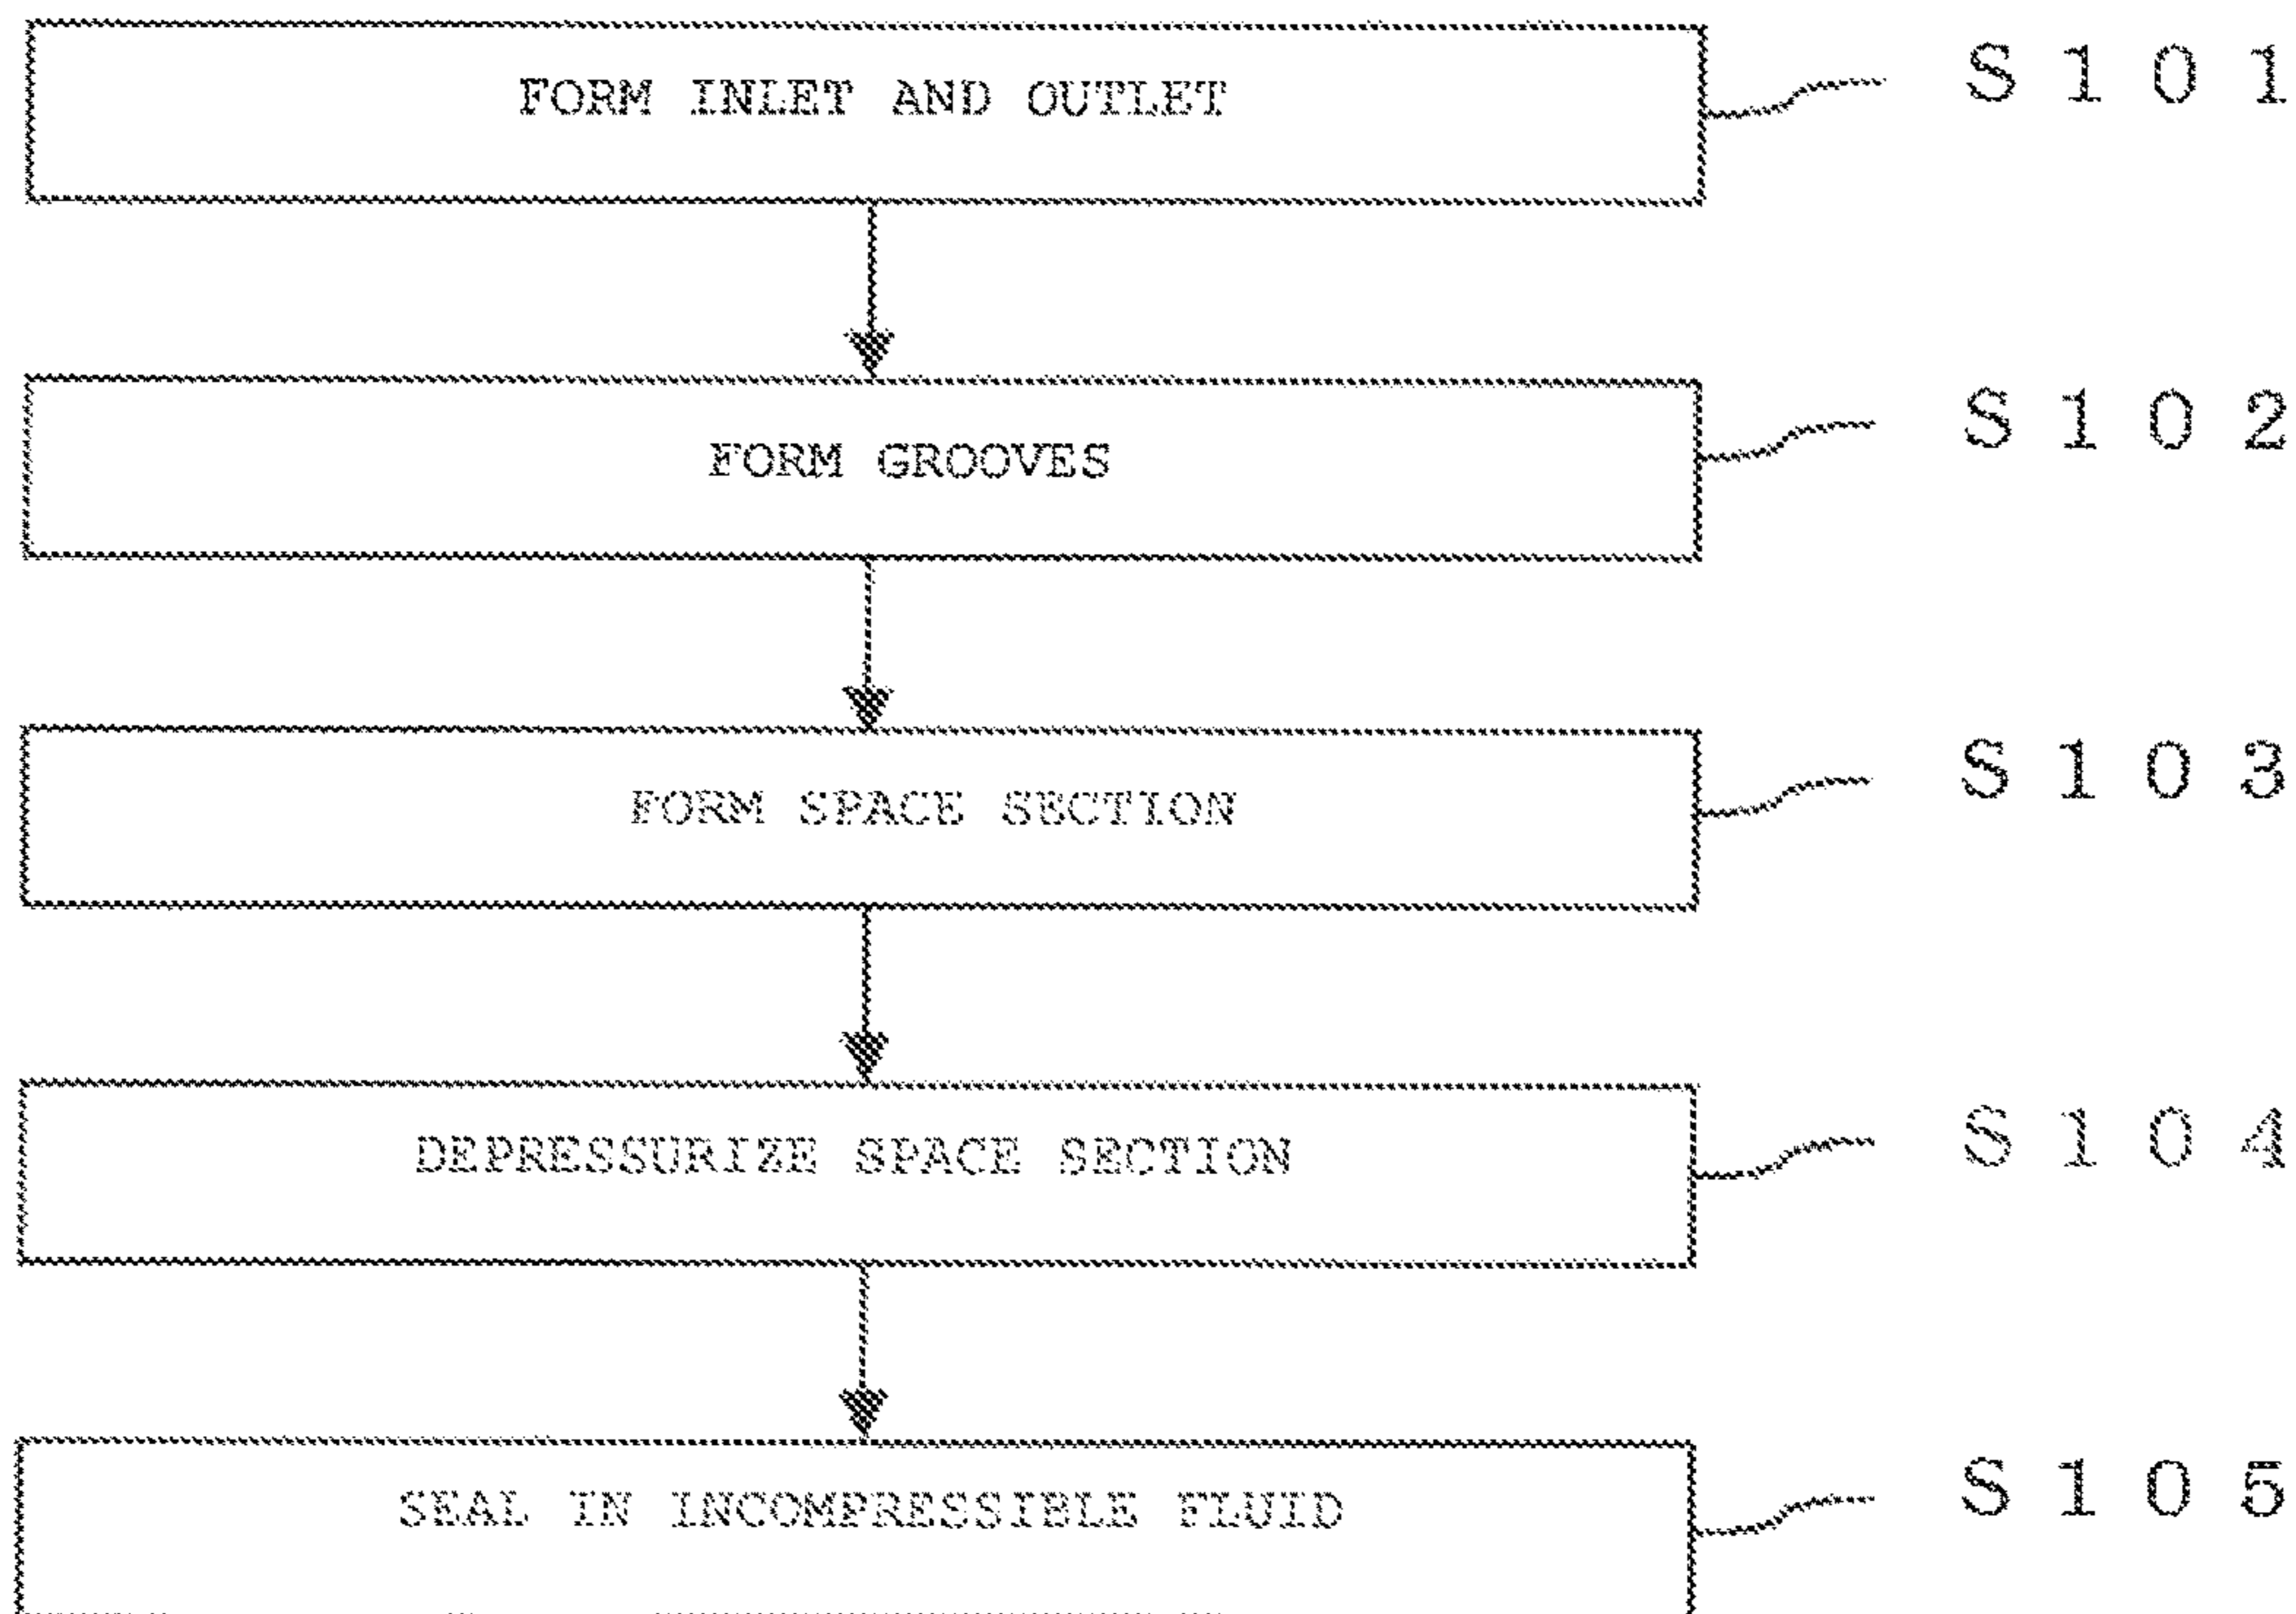 FORM INLET AND OUTLET
S101
FORM GROOVES
S102
FORM SPACE SECTION
S103
DEPRESSURIZE SPACE SECTION
S104
SEAL IN INCOMPRESSIBLE FLUID
S105